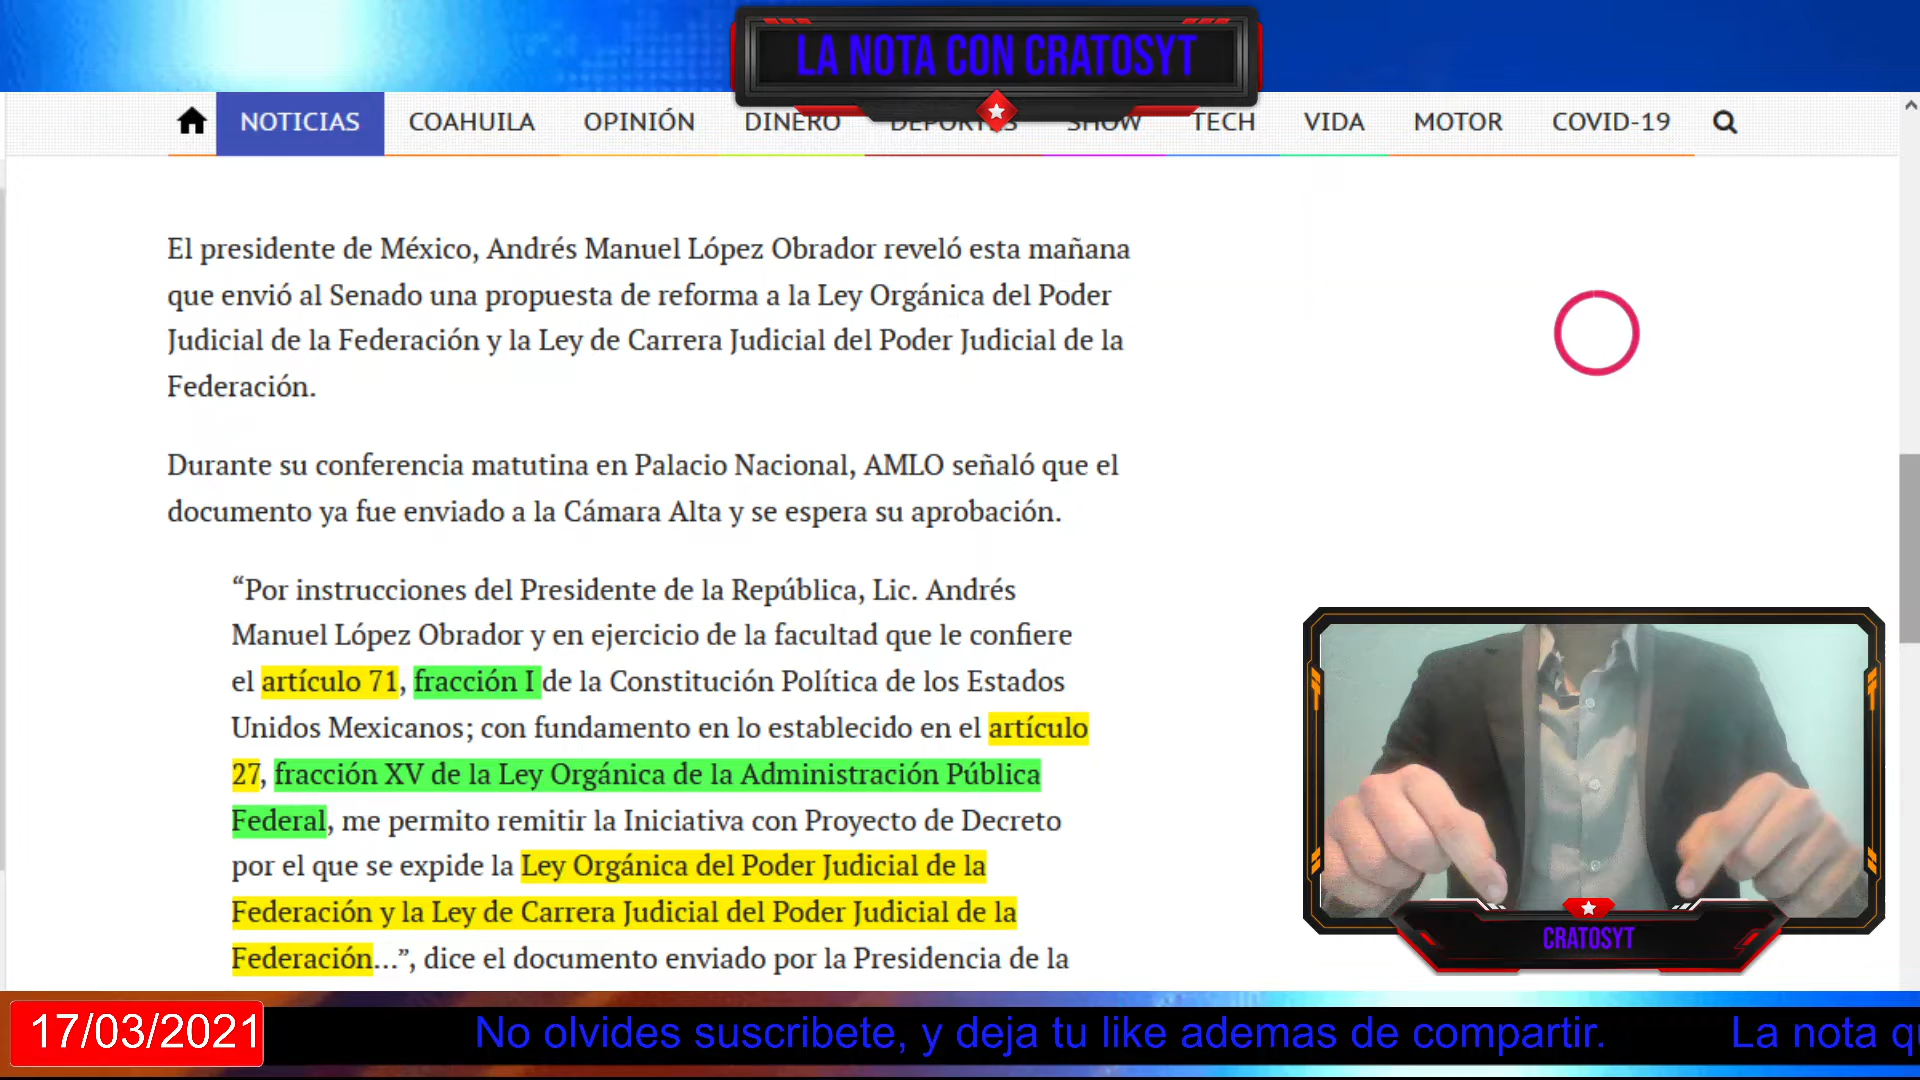 LA NOTA CON CRATOSYT
NOTICIAS COAHUILA OPINIÓN DINERO DEPORTES SHOW TECH VIDA MOTOR COVID-19
El presidente de México, Andrés Manuel López Obrador reveló esta mañana
que envió al Senado una propuesta de reforma a la Ley Orgánica del Poder
Judicial de la Federación y la Ley de Carrera Judicial del Poder Judicial de la
Federación.
Durante su conferencia matutina en Palacio Nacional, AMLO señaló que el
documento ya fue enviado a la Cámara Alta y se espera su aprobación.
“Por instrucciones del Presidente de la República, Lic. Andrés
Manuel López Obrador y en ejercicio de la facultad que le confiere
el artículo 71, fracción I de la Constitución Política de los Estados
Unidos Mexicanos; con fundamento en lo establecido en el artículo
27, fracción XV de la Ley Orgánica de la Administración Pública
Federal, me permito remitir la Iniciativa con Proyecto de Decreto
por el que se expide la Ley Orgánica del Poder Judicial de la
Federación y la Ley de Carrera Judicial del Poder Judicial de la
Federación...”, dice el documento enviado por la Presidencia de la
CRATOSYT
17/03/2021
No olvides suscribete, y deja tu like ademas de compartir. La nota qu